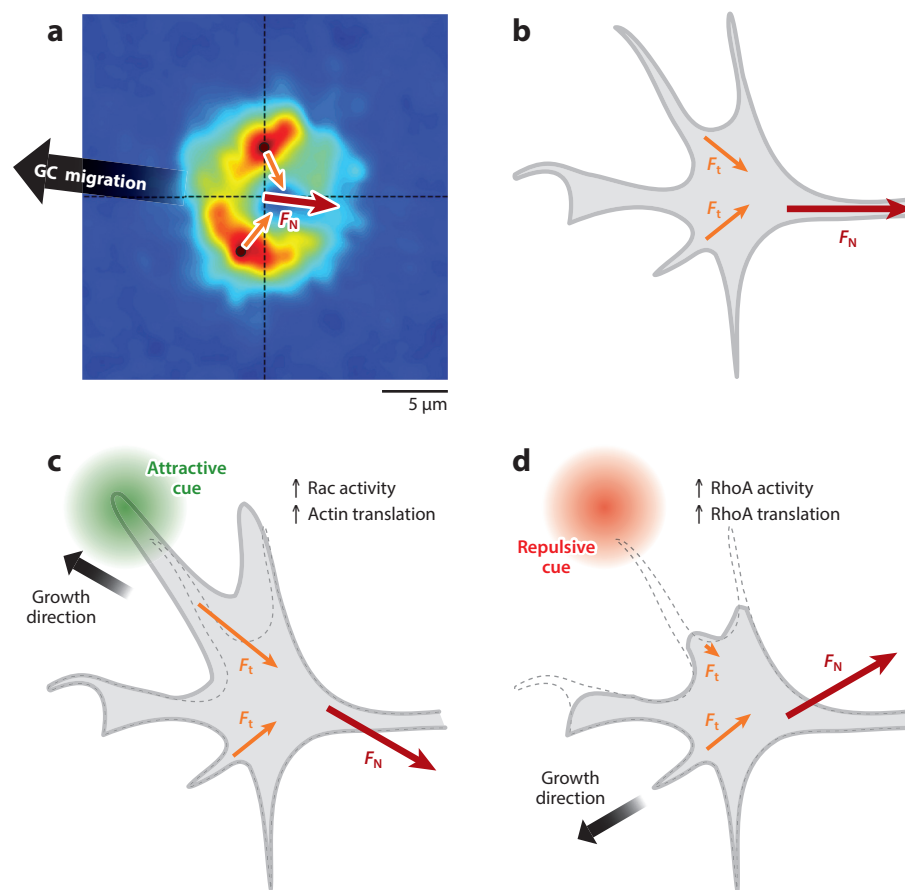 a
GC migration
F_N
5 μm
b
F_t
F_t
F_N
c
Attractive
cue
↑ Rac activity
↑ Actin translation
Growth
direction
F_t
F_t
F_N
d
Repulsive
cue
↑ RhoA activity
↑ RhoA translation
F_t
F_t
F_N
Growth
direction